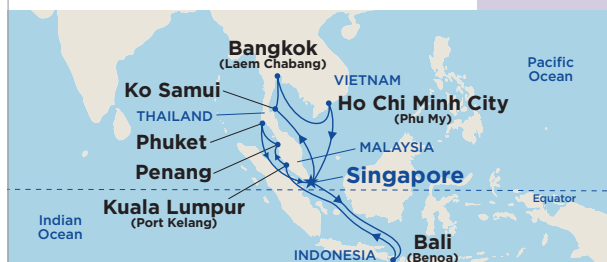 Bangkok
(Laem Chabang)
Pacific
Ocean
VIETNAM
Ko Samui
Ho Chi Minh City
(Phu My)
THAILAND
Phuket
MALAYSIA
Penang
Singapore
Kuala Lumpur
(Port Kelang)
Equator
Indian
Ocean
Bali
(Benoa)
INDONESIA